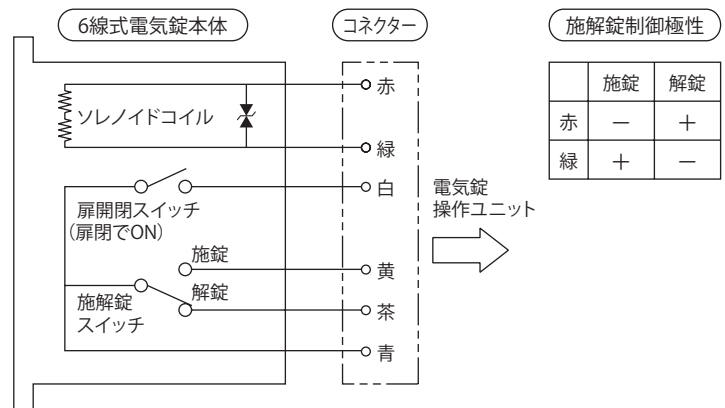 6線式電気錠本体
コネクター
施解錠制御極性
ソレノイドコイル
赤
緑
白
扉開閉スイッチ
(扉閉でON)
施錠
黄
解錠
茶
施解錠
スイッチ
青
電気錠
操作ユニット
施錠 解錠
赤 － ＋
緑 ＋ －